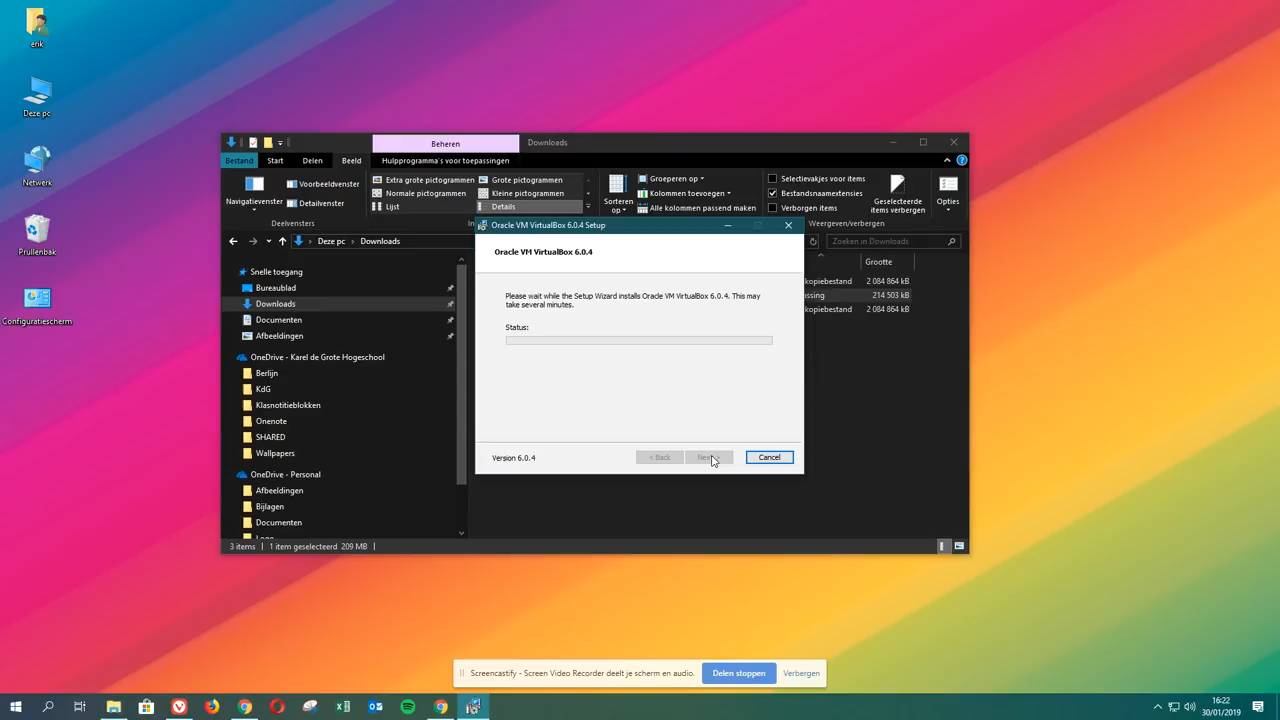 erik
Deze pc
Netwerk
Prullenbak
Configuratiescherm
Beheren
Downloads
Bestand
Start
Delen
Beeld
Hulpprogramma's voor toepassingen
Navigatievenster
Voorbeeldvenster
Detailvenster
Deelvensters
Extra grote pictogrammen
Grote pictogrammen
Normale pictogrammen
Kleine pictogrammen
Lijst
Details
In
Sorteren
op
Groeperen op
Kolommen toevoegen
Alle kolommen passend maken
Selectievakjes voor items
Bestandsnaamextensies
Verborgen items
Geselecteerde
items verbergen
Weergeven/verbergen
Opties
Deze pc
Downloads
Zoeken in Downloads
Snelle toegang
Bureaublad
Downloads
Documenten
Afbeeldingen
OneDrive - Karel de Grote Hogeschool
Berlijn
KdG
Klasnotitieblokken
Onenote
SHARED
Wallpapers
OneDrive - Personal
Afbeeldingen
Bijlagen
Documenten
Grootte
kopiebestand 2 084 864 kB
assing 214 503 kB
kopiebestand 2 084 864 kB
3 items
1 item geselecteerd 209 MB
Oracle VM VirtualBox 6.0.4 Setup
Oracle VM VirtualBox 6.0.4
Please wait while the Setup Wizard installs Oracle VM VirtualBox 6.0.4. This may
take several minutes.
Status:
Version 6.0.4
< Back
Next >
Cancel
Screencastify - Screen Video Recorder deelt je scherm en audio.
Delen stoppen
Verbergen
16:22
30/01/2019